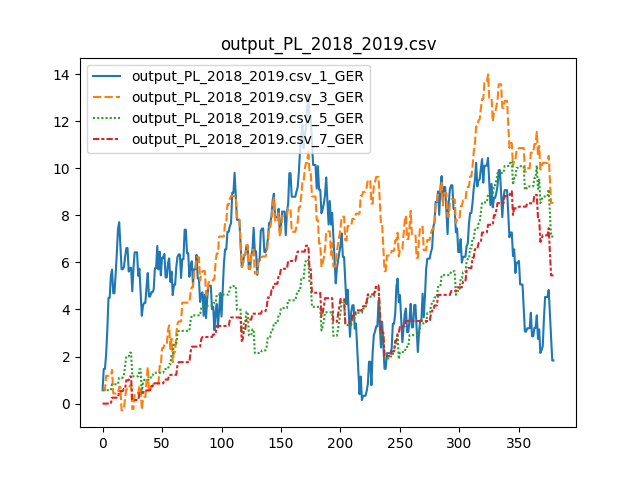 output_PL_2018_2019.csv
output_PL_2018_2019.csv_1_GER
output_PL_2018_2019.csv_3_GER
output_PL_2018_2019.csv_5_GER
output_PL_2018_2019.csv_7_GER
14
12
10
8
6
4
2
0
0 50 100 150 200 250 300 350